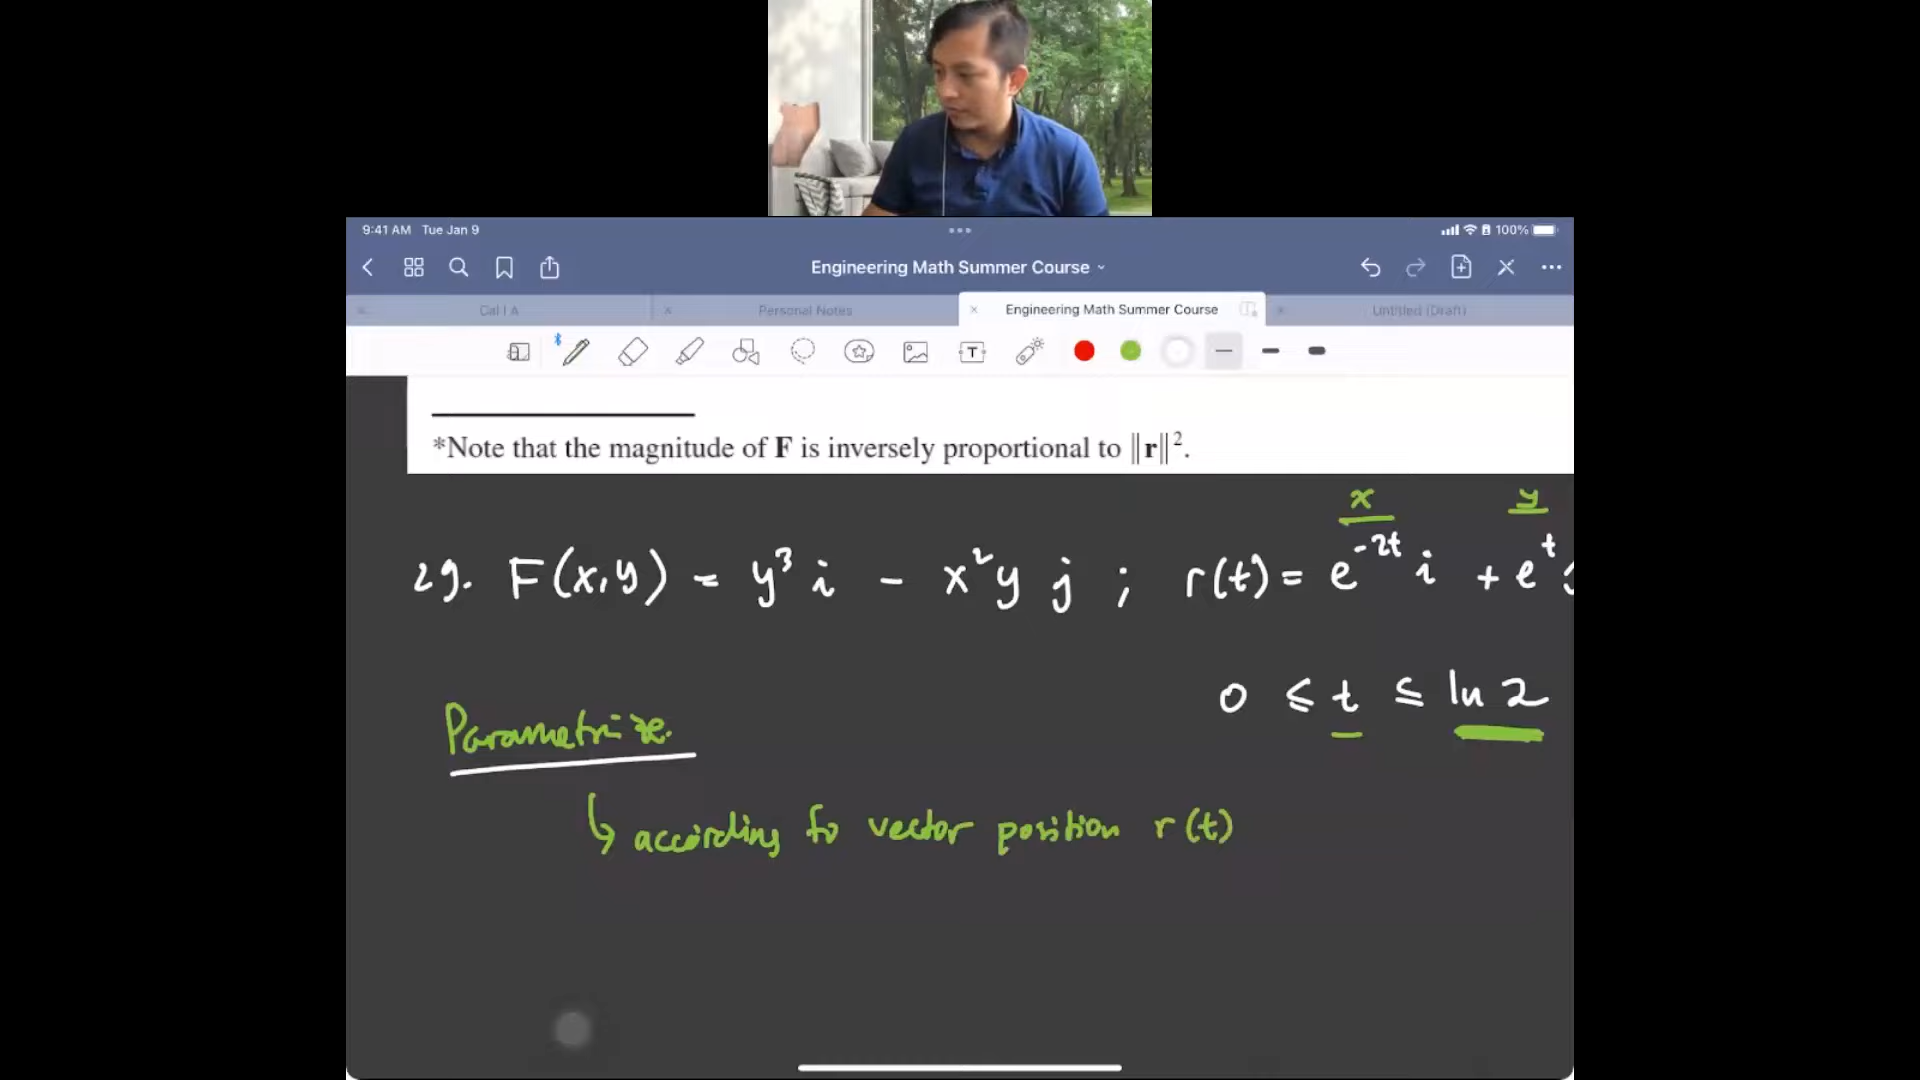 9:41 AM Tue Jan 9
100%
Engineering Math Summer Course
Cal I A
Personal Notes
Engineering Math Summer Course
Untitled (Draft)
*Note that the magnitude of F is inversely proportional to ‖r‖².
x y
29. F(x,y) = y³ i - x²y j ; r(t) = e^{-2t} i + e^t j
0 ≤ t ≤ ln 2
Parametrize.
↳ according to vector position r(t)